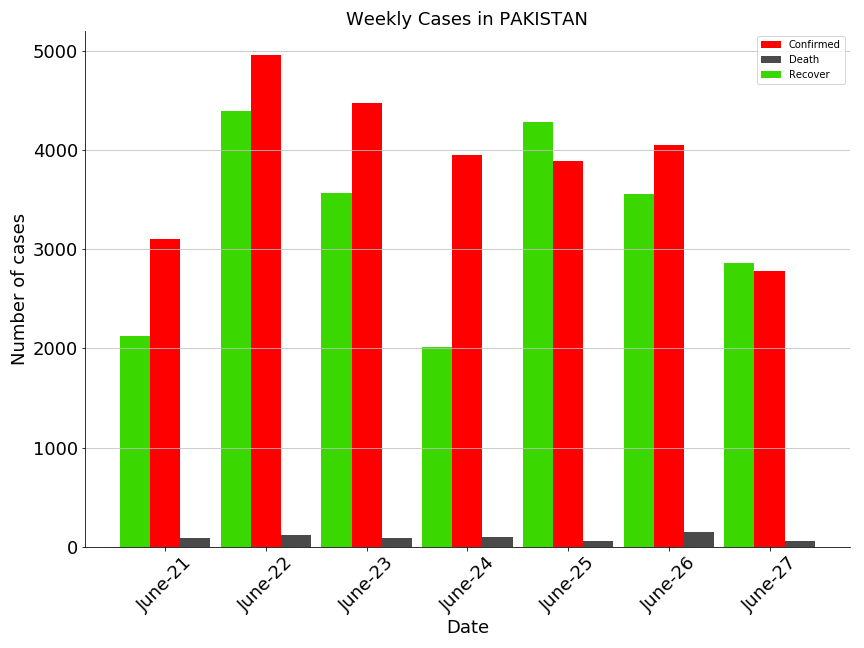 Weekly Cases in PAKISTAN
Confirmed
Death
Recover
Number of cases
5000
4000
3000
2000
1000
0
June-21
June-22
June-23
June-24
June-25
June-26
June-27
Date